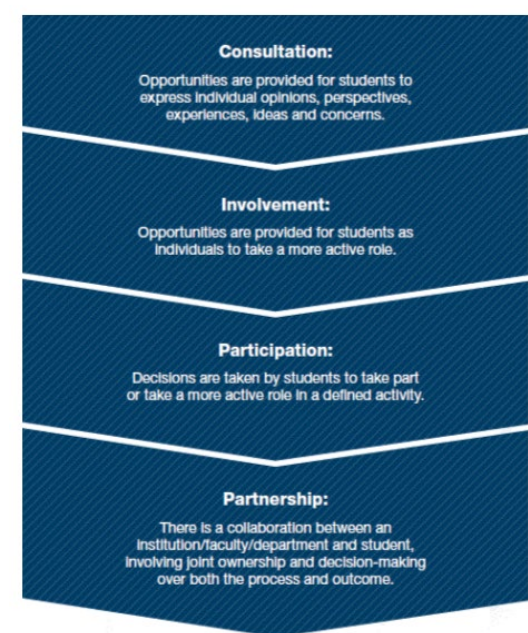 Consultation:
Opportunities are provided for students to
express individual opinions, perspectives,
experiences, ideas and concerns.
Involvement:
Opportunities are provided for students as
individuals to take a more active role.
Participation:
Decisions are taken by students to take part
or take a more active role in a defined activity.
Partnership:
There is a collaboration between an
institution/faculty/department and student,
involving joint ownership and decision-making
over both the process and outcome.